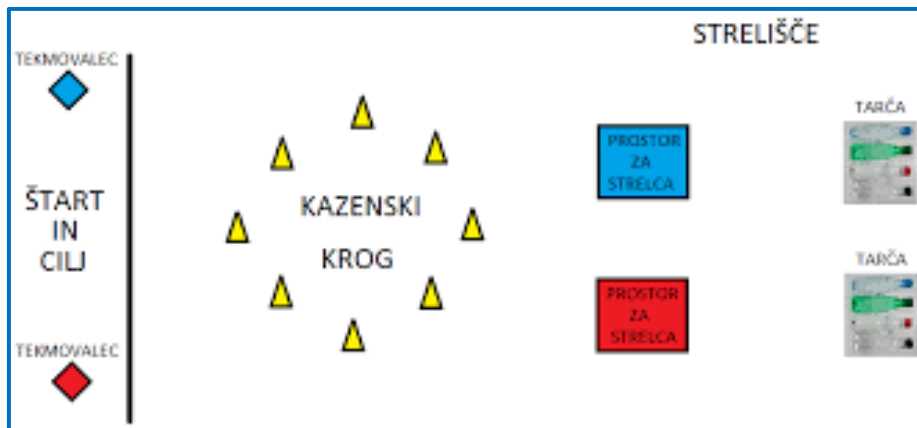 STRELIŠČE
TEKMOVALEC
TARČA
PROSTOR
ZA
STRELCA
ŠTART
IN
CILJ
KAZENSKI
KROG
TARČA
PROSTOR
ZA
STRELCA
TEKMOVALEC